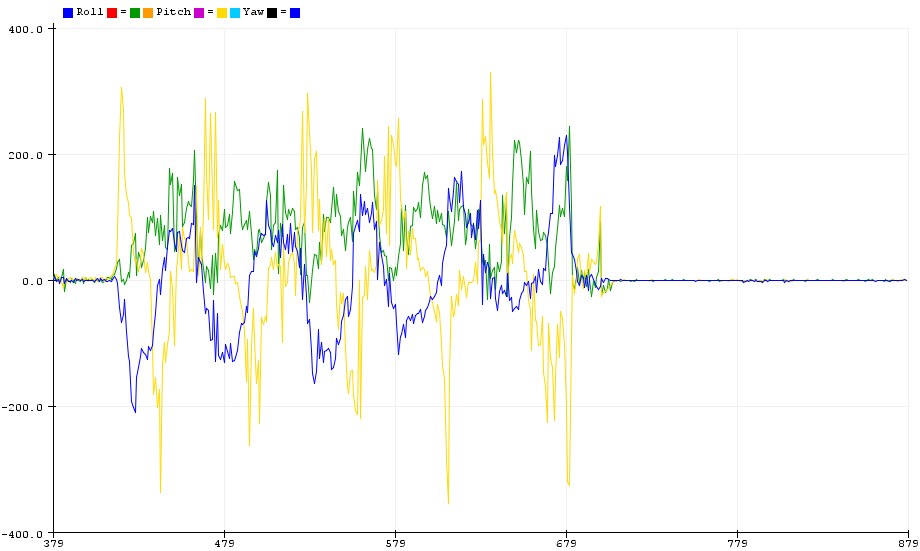 Roll = Pitch = Yaw =
400.0
200.0
0.0
-200.0
-400.0
379 479 579 679 779 879